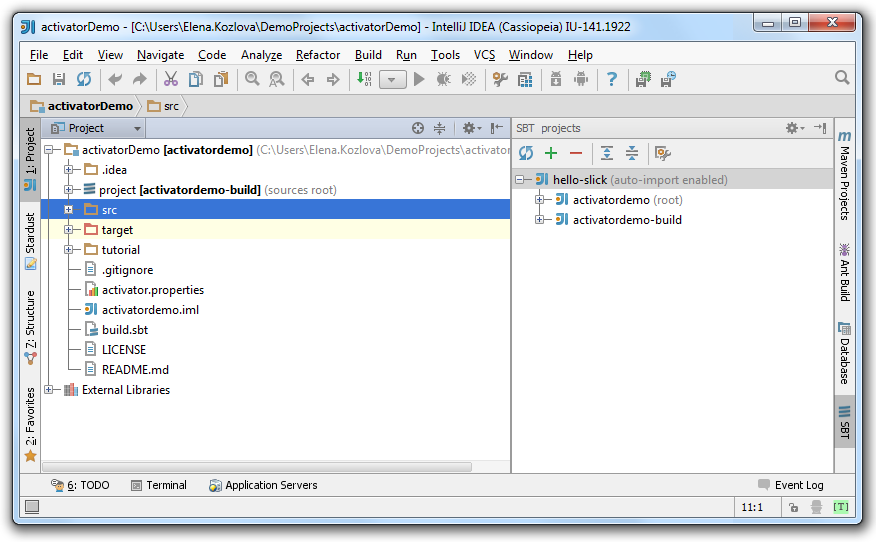 activatorDemo - [C:\Users\Elena.Kozlova\DemoProjects\activatorDemo] - IntelliJ IDEA (Cassiopeia) IU-141.1922
File Edit View Navigate Code Analyze Refactor Build Run Tools VCS Window Help
activatorDemo src
1: Project
Stardust
7: Structure
2: Favorites
Project
activatorDemo [activatordemo] (C:\Users\Elena.Kozlova\DemoProjects\activator
.idea
project [activatordemo-build] (sources root)
src
target
tutorial
.gitignore
activator.properties
activatordemo.iml
build.sbt
LICENSE
README.md
External Libraries
SBT projects
hello-slick (auto-import enabled)
activatordemo (root)
activatordemo-build
Maven Projects
Ant Build
Database
SBT
6: TODO Terminal Application Servers Event Log
11:1 [T]